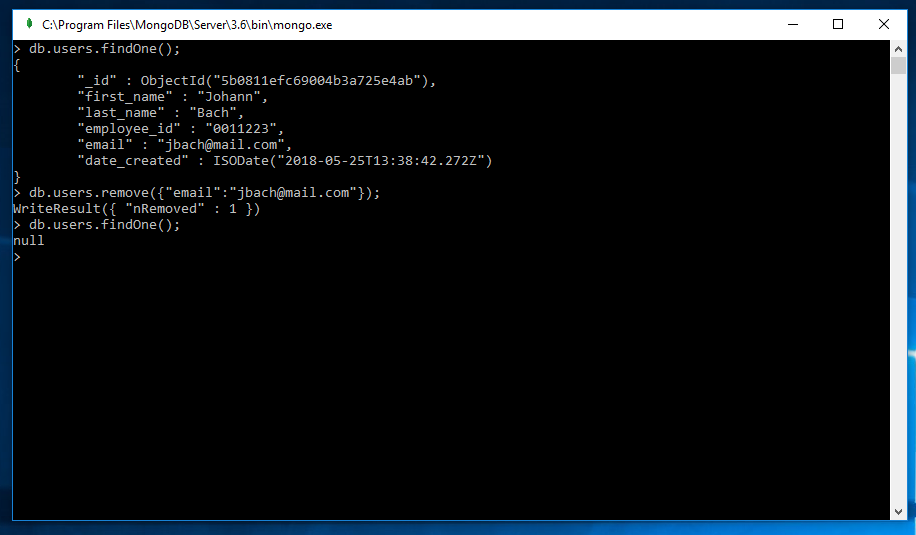 C:\Program Files\MongoDB\Server\3.6\bin\mongo.exe
> db.users.findOne();
{
        "_id" : ObjectId("5b0811efc69004b3a725e4ab"),
        "first_name" : "Johann",
        "last_name" : "Bach",
        "employee_id" : "0011223",
        "email" : "jbach@mail.com",
        "date_created" : ISODate("2018-05-25T13:38:42.272Z")
}
> db.users.remove({"email":"jbach@mail.com"});
WriteResult({ "nRemoved" : 1 })
> db.users.findOne();
null
>